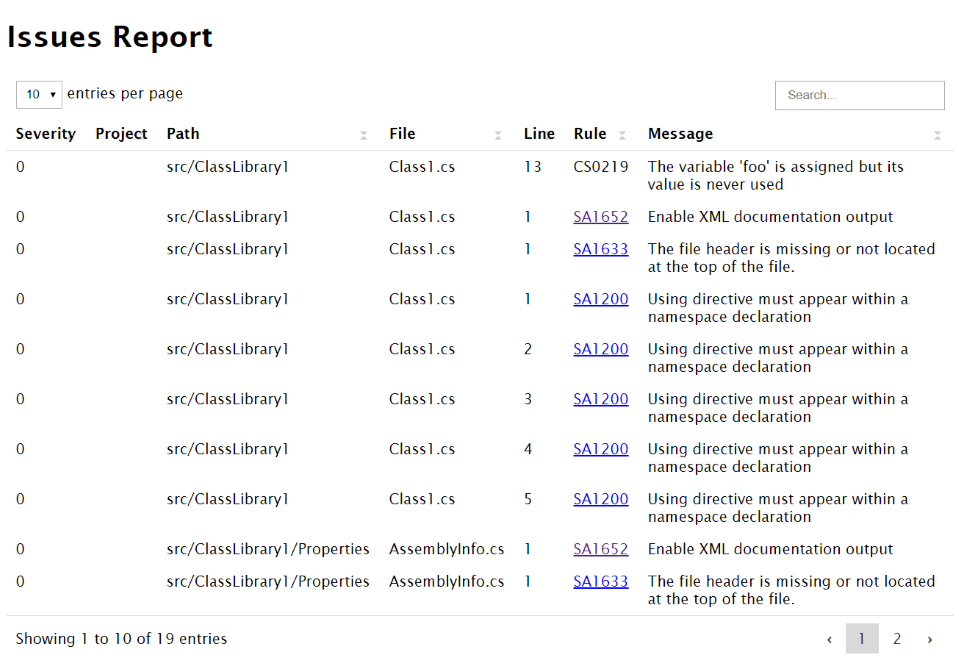 Issues Report
10 entries per page
Search...
Severity Project Path File Line Rule Message
0 src/ClassLibrary1 Class1.cs 13 CS0219 The variable 'foo' is assigned but its
value is never used
0 src/ClassLibrary1 Class1.cs 1 SA1652 Enable XML documentation output
0 src/ClassLibrary1 Class1.cs 1 SA1633 The file header is missing or not located
at the top of the file.
0 src/ClassLibrary1 Class1.cs 1 SA1200 Using directive must appear within a
namespace declaration
0 src/ClassLibrary1 Class1.cs 2 SA1200 Using directive must appear within a
namespace declaration
0 src/ClassLibrary1 Class1.cs 3 SA1200 Using directive must appear within a
namespace declaration
0 src/ClassLibrary1 Class1.cs 4 SA1200 Using directive must appear within a
namespace declaration
0 src/ClassLibrary1 Class1.cs 5 SA1200 Using directive must appear within a
namespace declaration
0 src/ClassLibrary1/Properties AssemblyInfo.cs 1 SA1652 Enable XML documentation output
0 src/ClassLibrary1/Properties AssemblyInfo.cs 1 SA1633 The file header is missing or not located
at the top of the file.
Showing 1 to 10 of 19 entries
‹ 1 2 ›